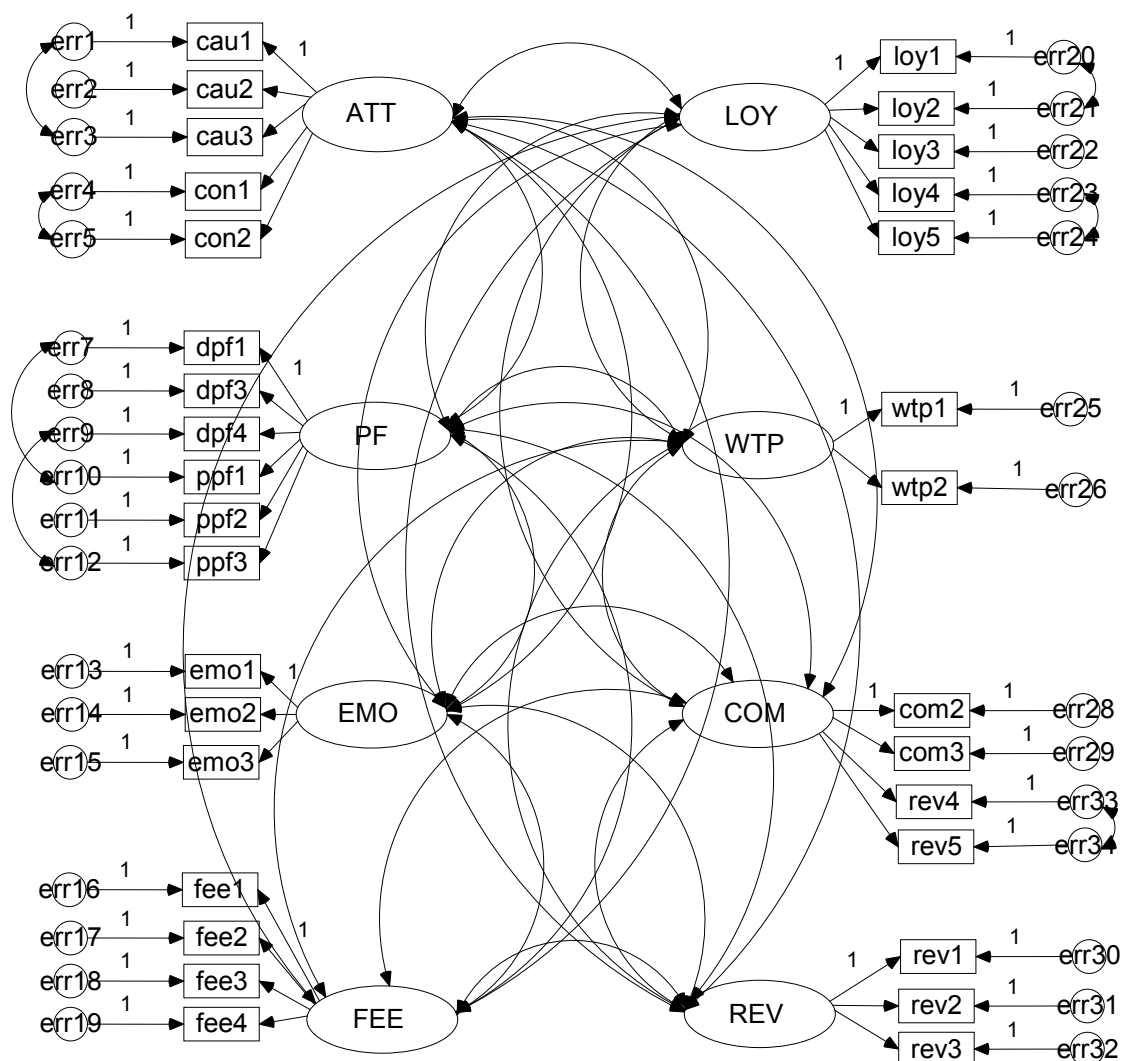 err1 1 cau1 1
err2 1 cau2
err3 1 cau3
err4 1 con1
err5 1 con2
ATT
LOY
1 loy1 1 err20
loy2 1 err21
loy3 1 err22
loy4 1 err23
loy5 1 err24
err7 1 dpf1 1
err8 1 dpf3
err9 1 dpf4
err10 1 ppf1
err11 1 ppf2
err12 1 ppf3
PF
WTP
1 wtp1 1 err25
wtp2 1 err26
err13 1 emo1 1
err14 1 emo2
err15 1 emo3
EMO
COM
1 com2 1 err28
com3 1 err29
rev4 1 err33
rev5 1 err34
err16 1 fee1 1
err17 1 fee2
err18 1 fee3
err19 1 fee4
FEE
REV
1 rev1 1 err30
rev2 1 err31
rev3 1 err32